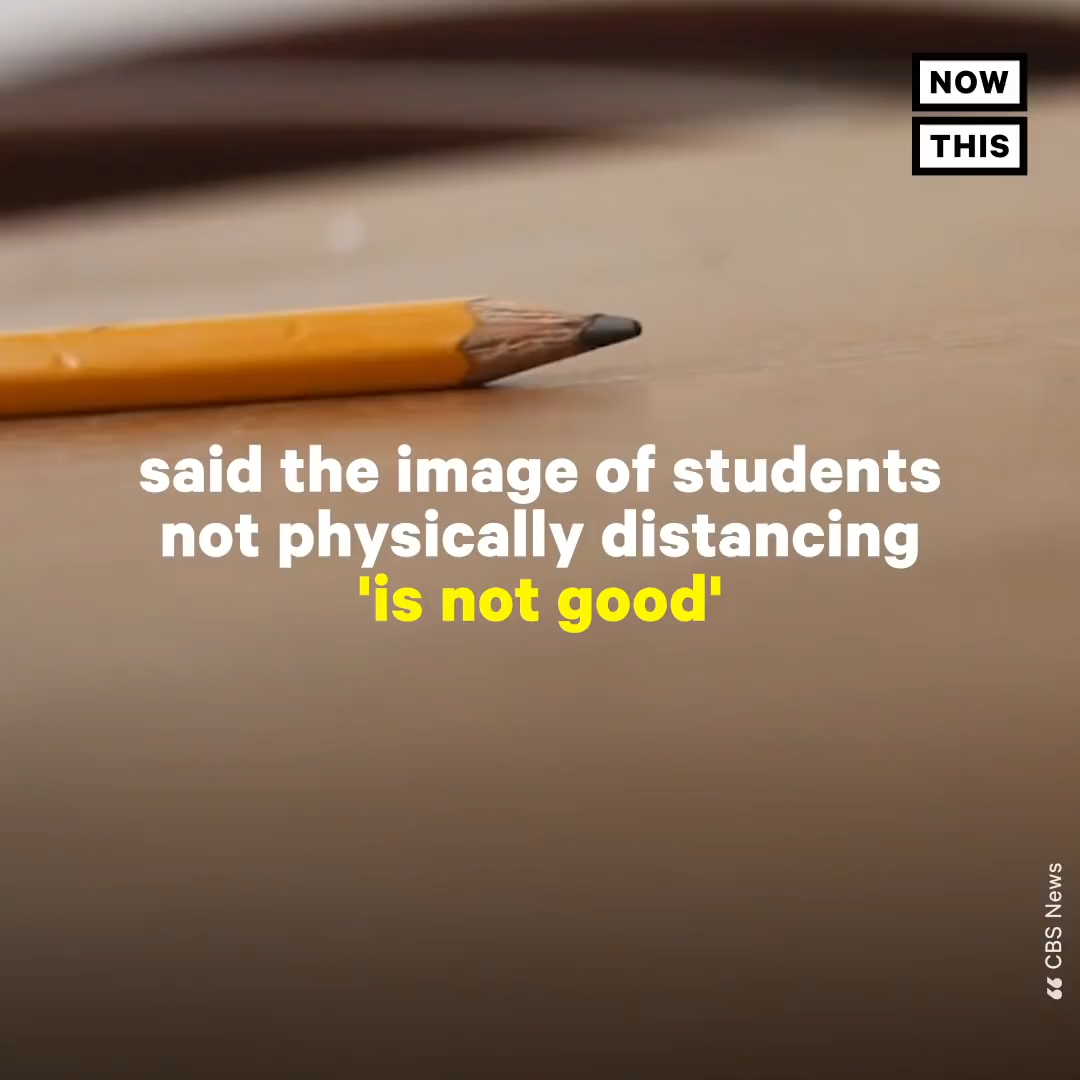 NOW
THIS
said the image of students
not physically distancing
'is not good'
CBS News